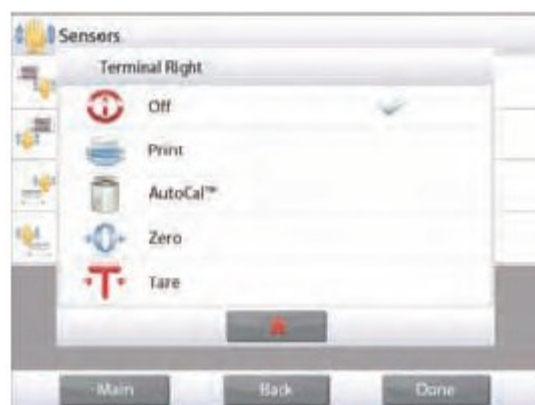 Sensors
Terminal Right
Off
Print
AutoCal™
Zero
Tare
Main Back Done